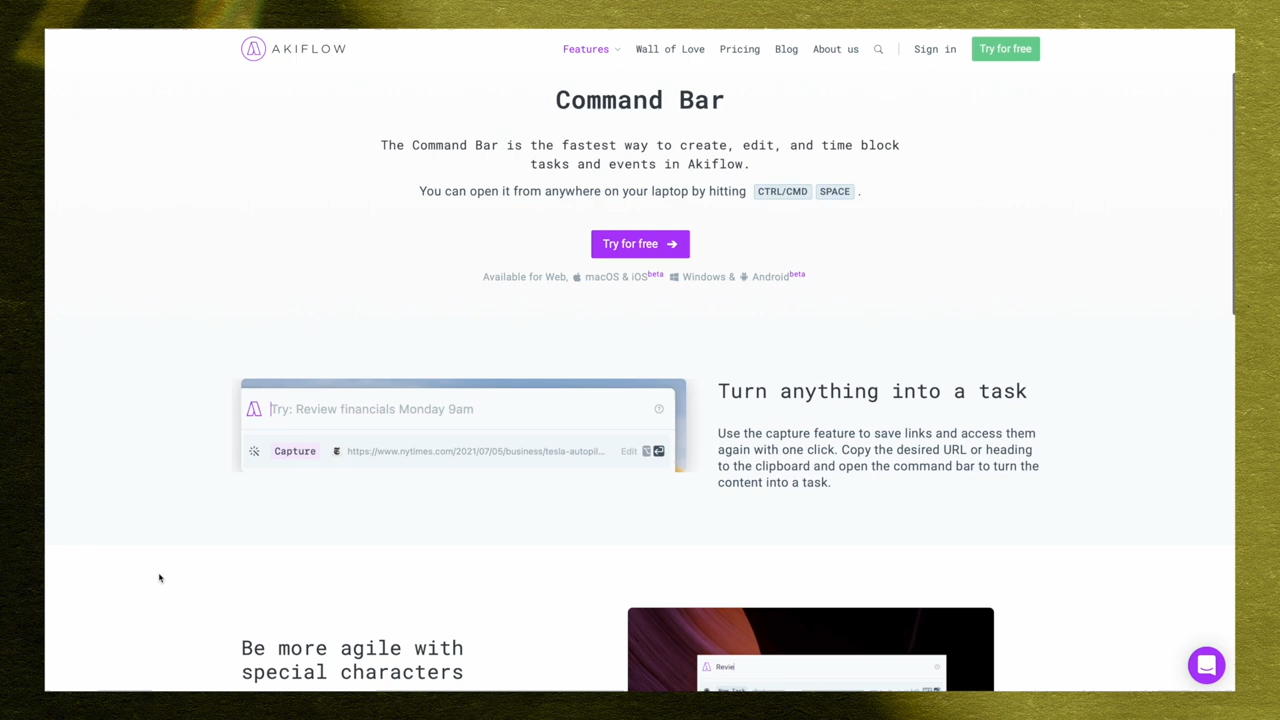 AKIFLOW
Features Wall of Love Pricing Blog About us Sign in Try for free
Command Bar
The Command Bar is the fastest way to create, edit, and time block
tasks and events in Akiflow.
You can open it from anywhere on your laptop by hitting CTRL/CMD SPACE .
Try for free →
Available for Web, macOS & iOS beta Windows & Android beta
Try: Review financials Monday 9am
Capture https://www.nytimes.com/2021/07/05/business/tesla-autopil... Edit
Turn anything into a task
Use the capture feature to save links and access them
again with one click. Copy the desired URL or heading
to the clipboard and open the command bar to turn the
content into a task.
Be more agile with
special characters
Revie